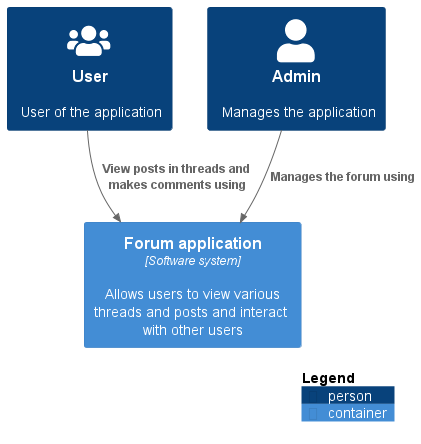 User
User of the application
Admin
Manages the application
View posts in threads and
makes comments using
Manages the forum using
Forum application
[Software system]
Allows users to view various
threads and posts and interact
with other users
Legend
person
container